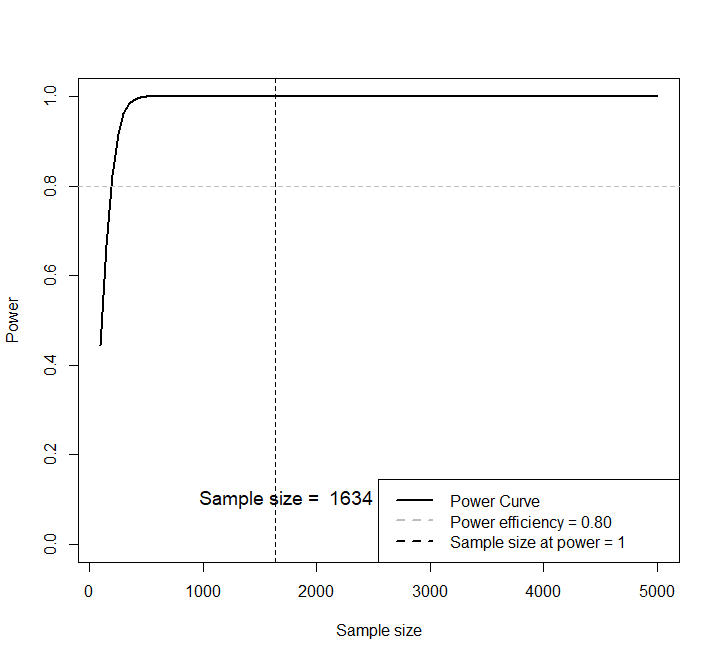 1.0
0.8
0.6
0.4
0.2
0.0
Power
Sample size = 1634
Power Curve
Power efficiency = 0.80
Sample size at power = 1
0 1000 2000 3000 4000 5000
Sample size